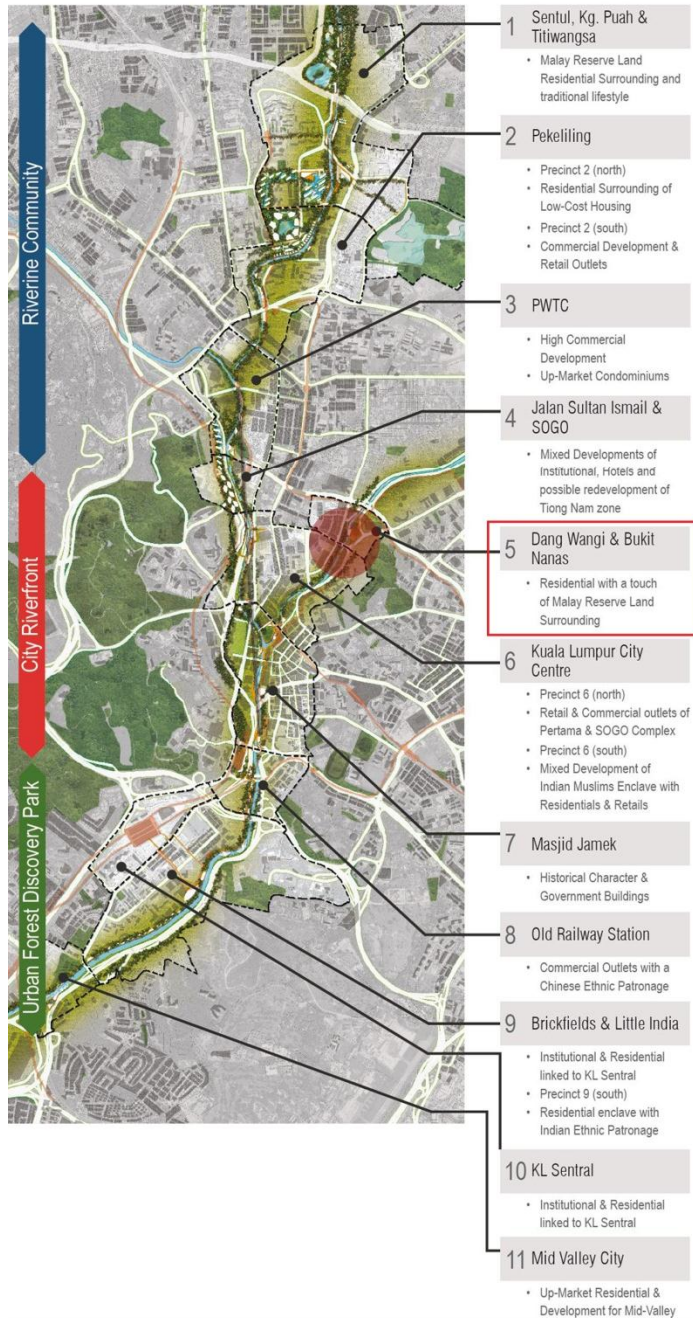 Riverine Community
City Riverfront
Urban Forest Discovery Park
1 Sentul, Kg. Puah &
Titiwangsa
• Malay Reserve Land
Residential Surrounding and
traditional lifestyle
2 Pekeliling
• Precinct 2 (north)
• Residential Surrounding of
Low-Cost Housing
• Precinct 2 (south)
• Commercial Development &
Retail Outlets
3 PWTC
• High Commercial
Development
• Up-Market Condominiums
4 Jalan Sultan Ismail &
SOGO
• Mixed Developments of
Institutional, Hotels and
possible redevelopment of
Tiong Nam zone
5 Dang Wangi & Bukit
Nanas
• Residential with a touch
of Malay Reserve Land
Surrounding
6 Kuala Lumpur City
Centre
• Precinct 6 (north)
• Retail & Commercial outlets of
Pertama & SOGO Complex
• Precinct 6 (south)
• Mixed Development of
Indian Muslims Enclave with
Residentials & Retails
7 Masjid Jamek
• Historical Character &
Government Buildings
8 Old Railway Station
• Commercial Outlets with a
Chinese Ethnic Patronage
9 Brickfields & Little India
• Institutional & Residential
linked to KL Sentral
• Precinct 9 (south)
• Residential enclave with
Indian Ethnic Patronage
10 KL Sentral
• Institutional & Residential
linked to KL Sentral
11 Mid Valley City
• Up-Market Residential &
Development for Mid-Valley